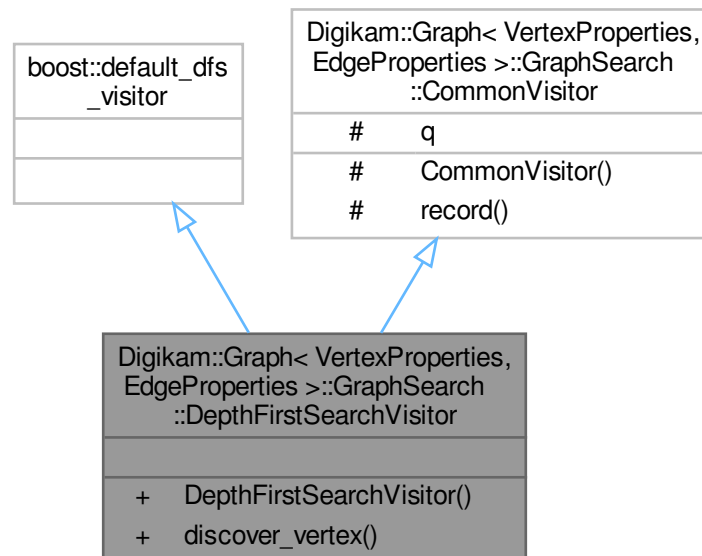 boost::default_dfs
_visitor
Digikam::Graph< VertexProperties,
EdgeProperties >::GraphSearch
::CommonVisitor
# q
# CommonVisitor()
# record()
Digikam::Graph< VertexProperties,
EdgeProperties >::GraphSearch
::DepthFirstSearchVisitor
+ DepthFirstSearchVisitor()
+ discover_vertex()